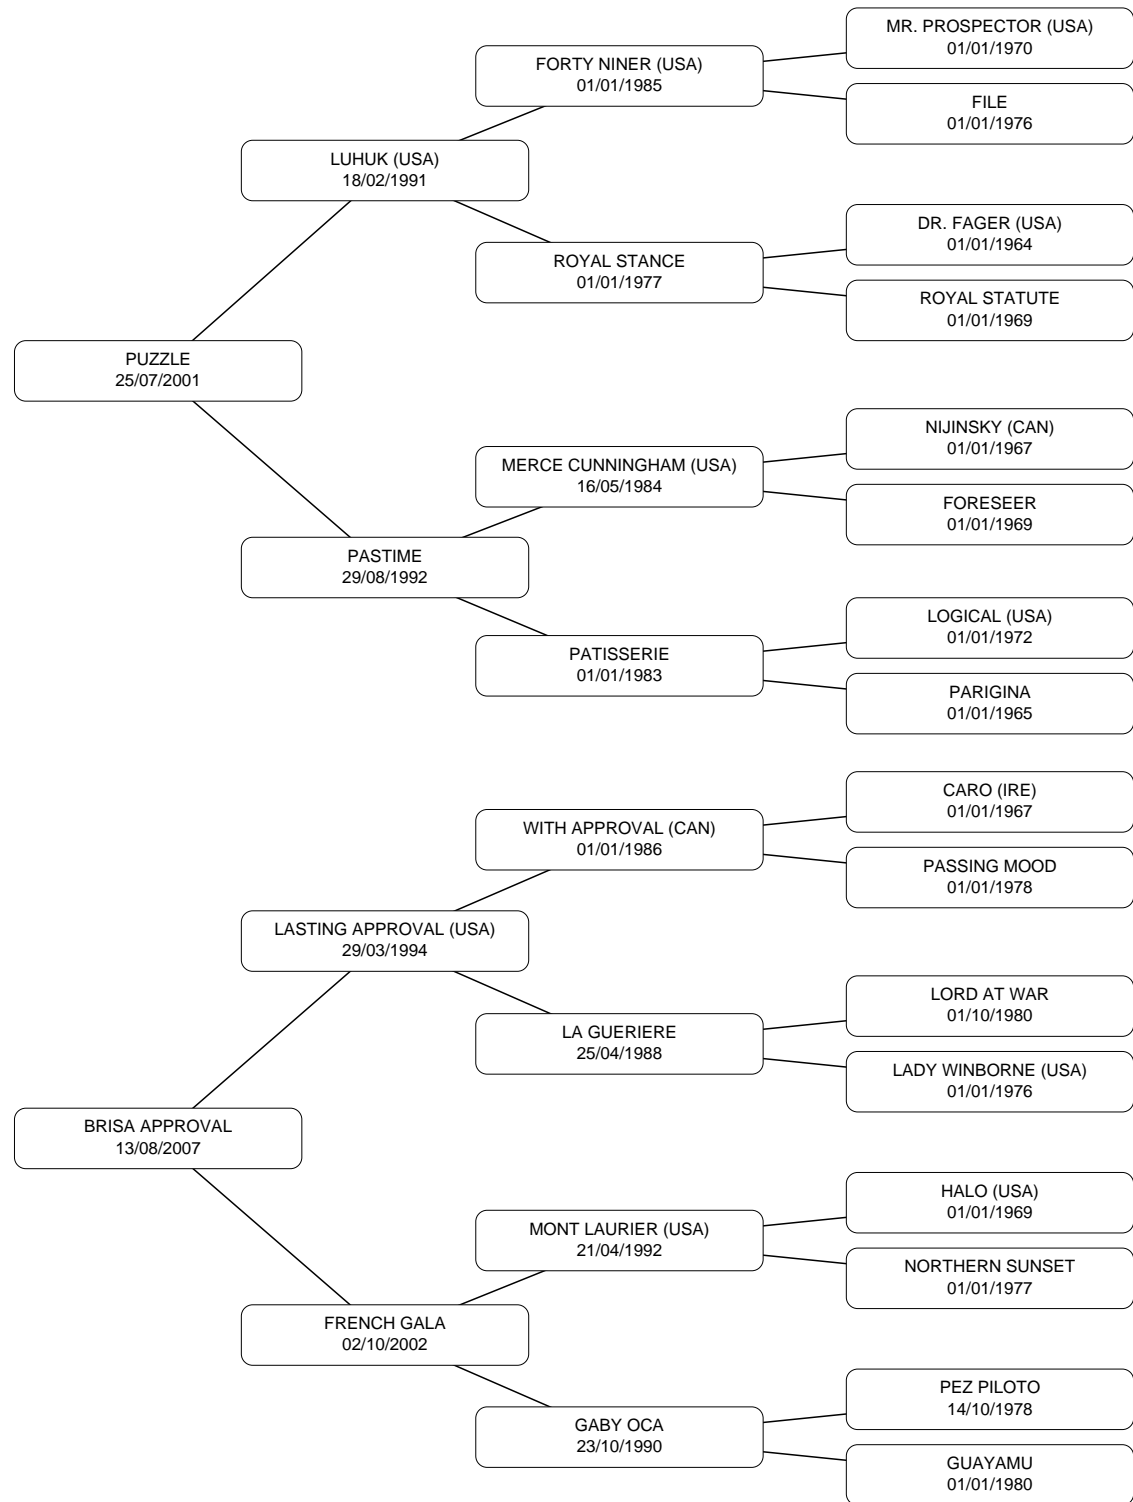 MR. PROSPECTOR (USA)
01/01/1970
FORTY NINER (USA)
01/01/1985
FILE
01/01/1976
LUHUK (USA)
18/02/1991
DR. FAGER (USA)
01/01/1964
ROYAL STANCE
01/01/1977
ROYAL STATUTE
01/01/1969
PUZZLE
25/07/2001
NIJINSKY (CAN)
01/01/1967
MERCE CUNNINGHAM (USA)
16/05/1984
FORESEER
01/01/1969
PASTIME
29/08/1992
LOGICAL (USA)
01/01/1972
PATISSERIE
01/01/1983
PARIGINA
01/01/1965
CARO (IRE)
01/01/1967
WITH APPROVAL (CAN)
01/01/1986
PASSING MOOD
01/01/1978
LASTING APPROVAL (USA)
29/03/1994
LORD AT WAR
01/10/1980
LA GUERIERE
25/04/1988
LADY WINBORNE (USA)
01/01/1976
BRISA APPROVAL
13/08/2007
HALO (USA)
01/01/1969
MONT LAURIER (USA)
21/04/1992
NORTHERN SUNSET
01/01/1977
FRENCH GALA
02/10/2002
PEZ PILOTO
14/10/1978
GABY OCA
23/10/1990
GUAYAMU
01/01/1980